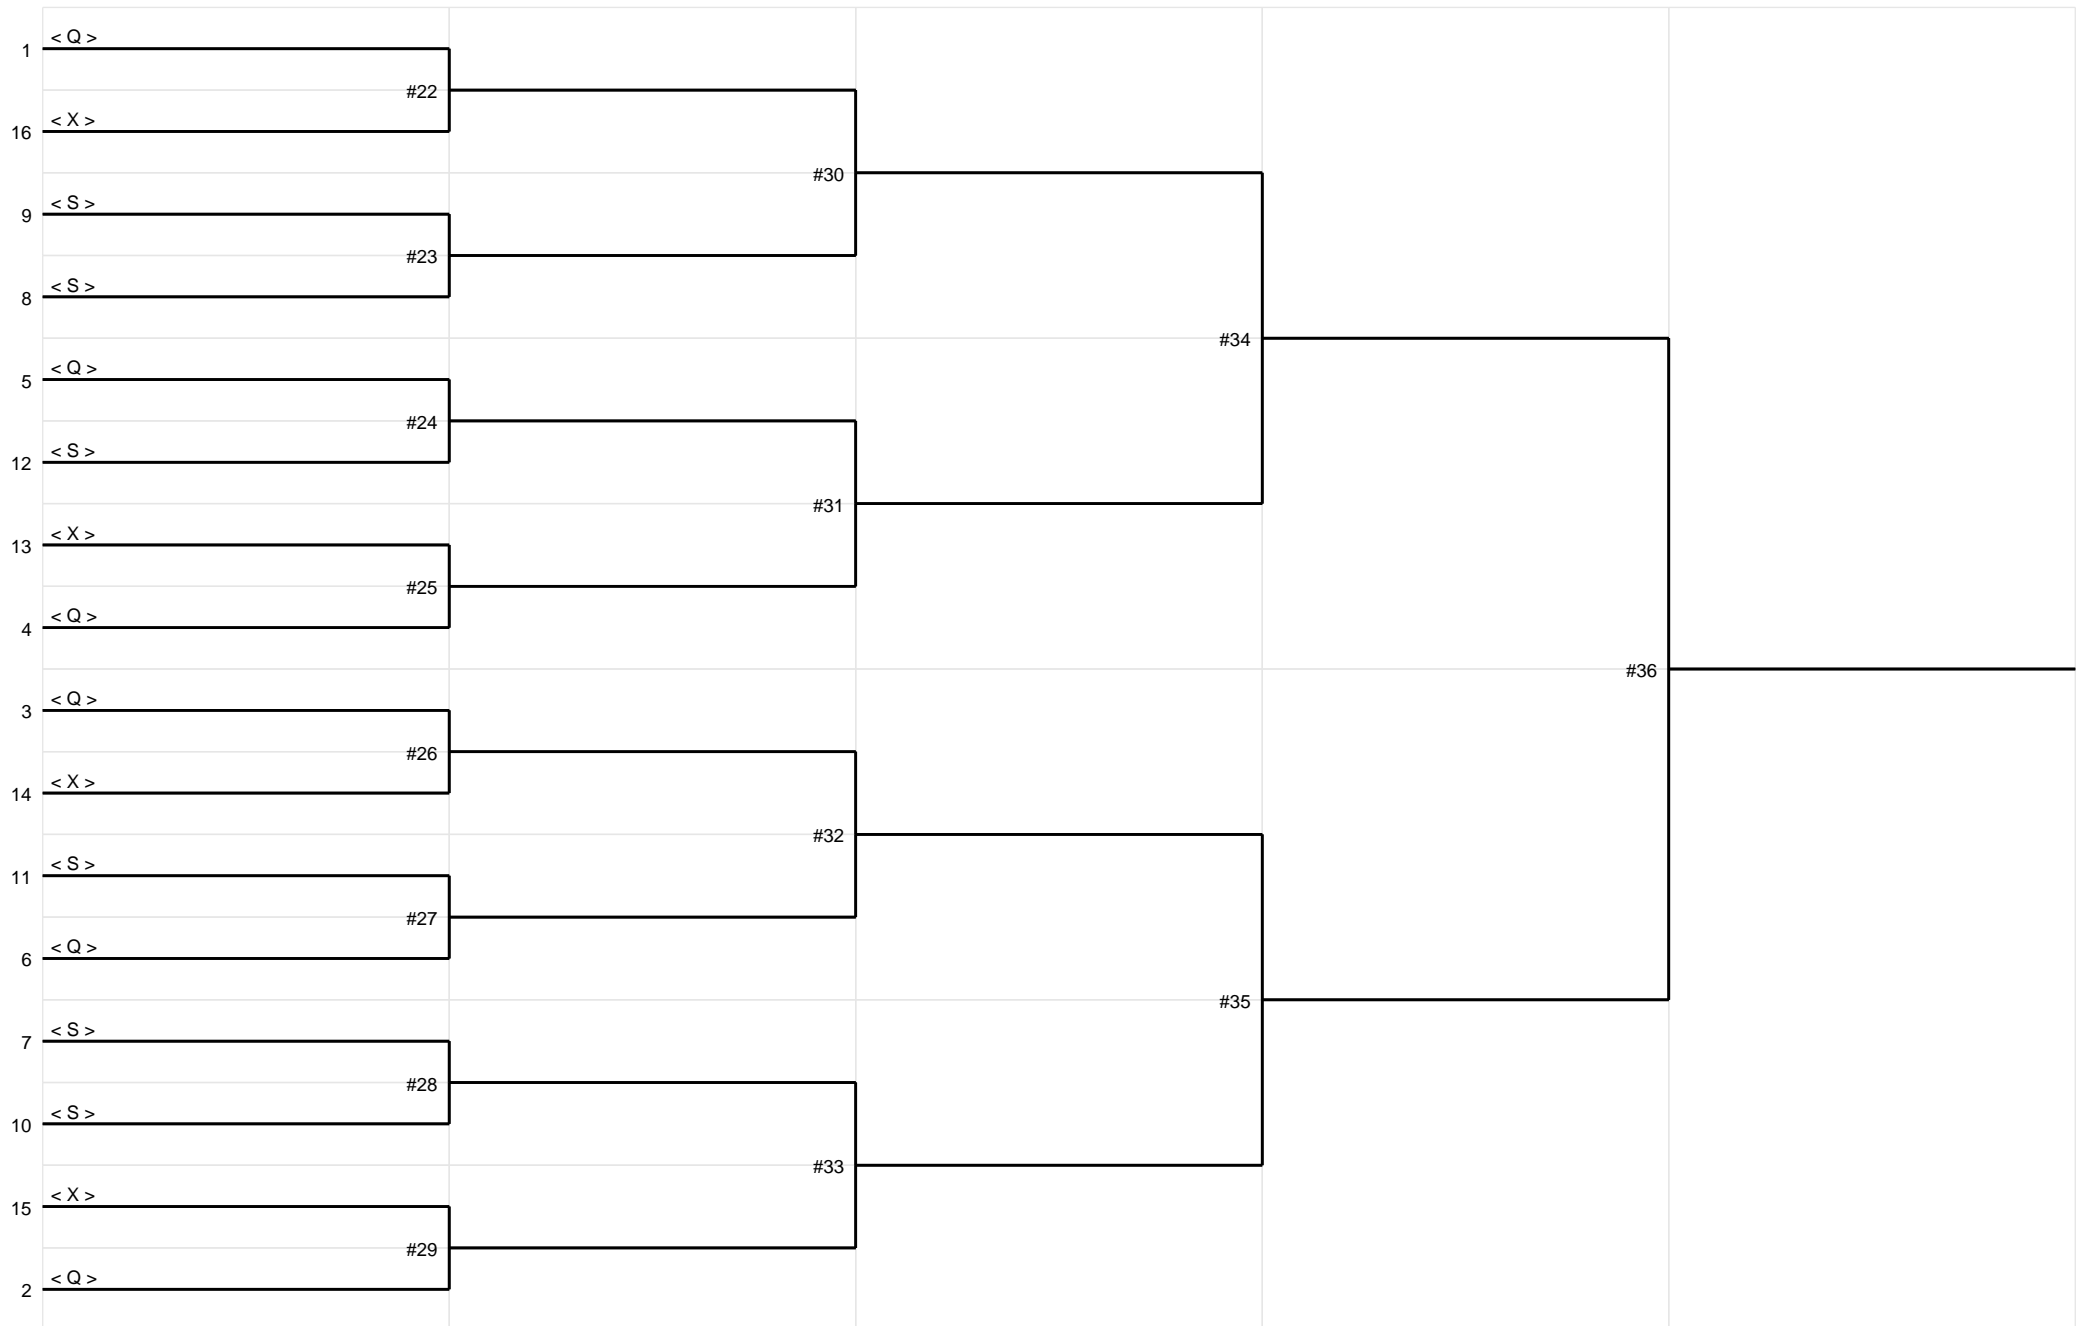 < Q >
1
#22
< X >
16
#30
< S >
9
#23
< S >
8
#34
< Q >
5
#24
< S >
12
#31
< X >
13
#25
< Q >
4
#36
< Q >
3
#26
< X >
14
#32
< S >
11
#27
< Q >
6
#35
< S >
7
#28
< S >
10
#33
< X >
15
#29
< Q >
2